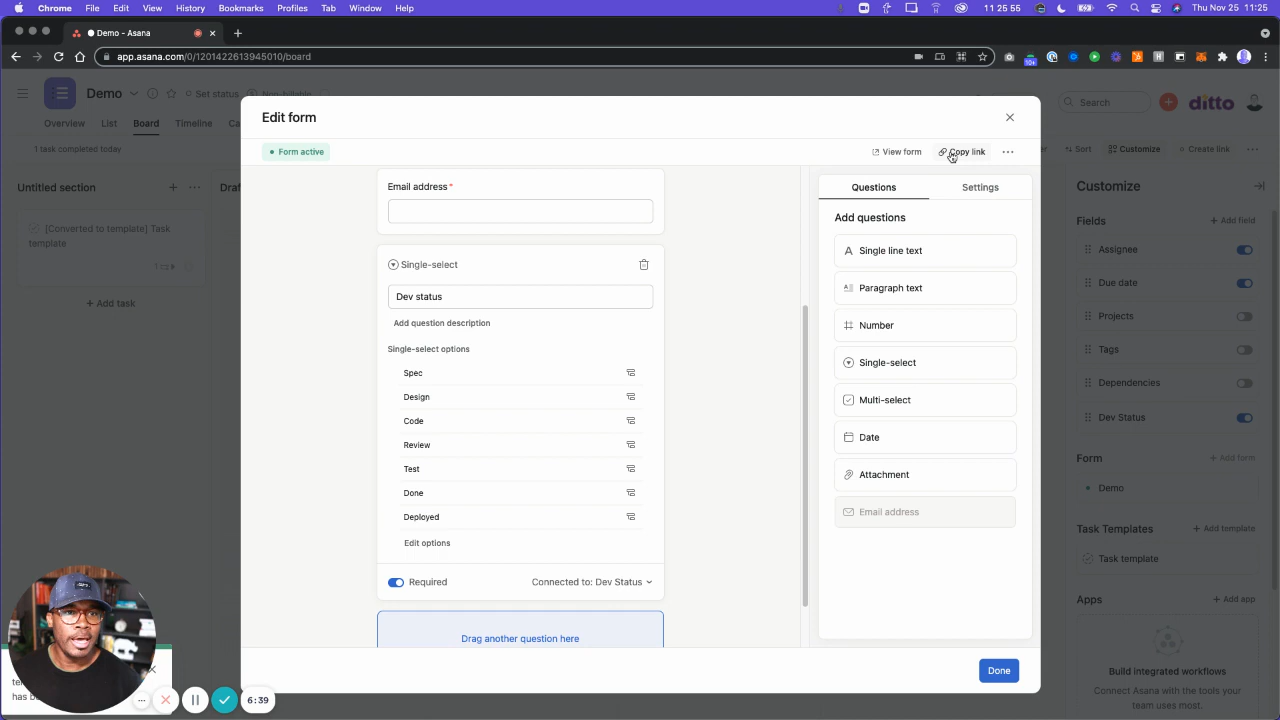 Chrome File Edit View History Bookmarks Profiles Tab Window Help 11 25 55 Thu Nov 25 11:25
Demo - Asana
app.asana.com/0/1201422613945010/board
10+
Demo Set status Non-billable Search ditto
Overview List Board Timeline
1 task completed today Sort Customize Create link
Edit form
Form active View form Copy link
Untitled section
[Converted to template] Task
template
+ Add task
Email address*
Single-select
Dev status
Add question description
Single-select options
Spec
Design
Code
Review
Test
Done
Deployed
Edit options
Required Connected to: Dev Status
Drag another question here
Questions Settings
Add questions
Single line text
Paragraph text
Number
Single-select
Multi-select
Date
Attachment
Email address
Done
Customize
Fields + Add field
Assignee
Due date
Projects
Tags
Dependencies
Dev Status
Form + Add form
Demo
Task Templates + Add template
Task template
Apps + Add app
Build integrated workflows
Connect Asana with the tools your
team uses most.
6:39